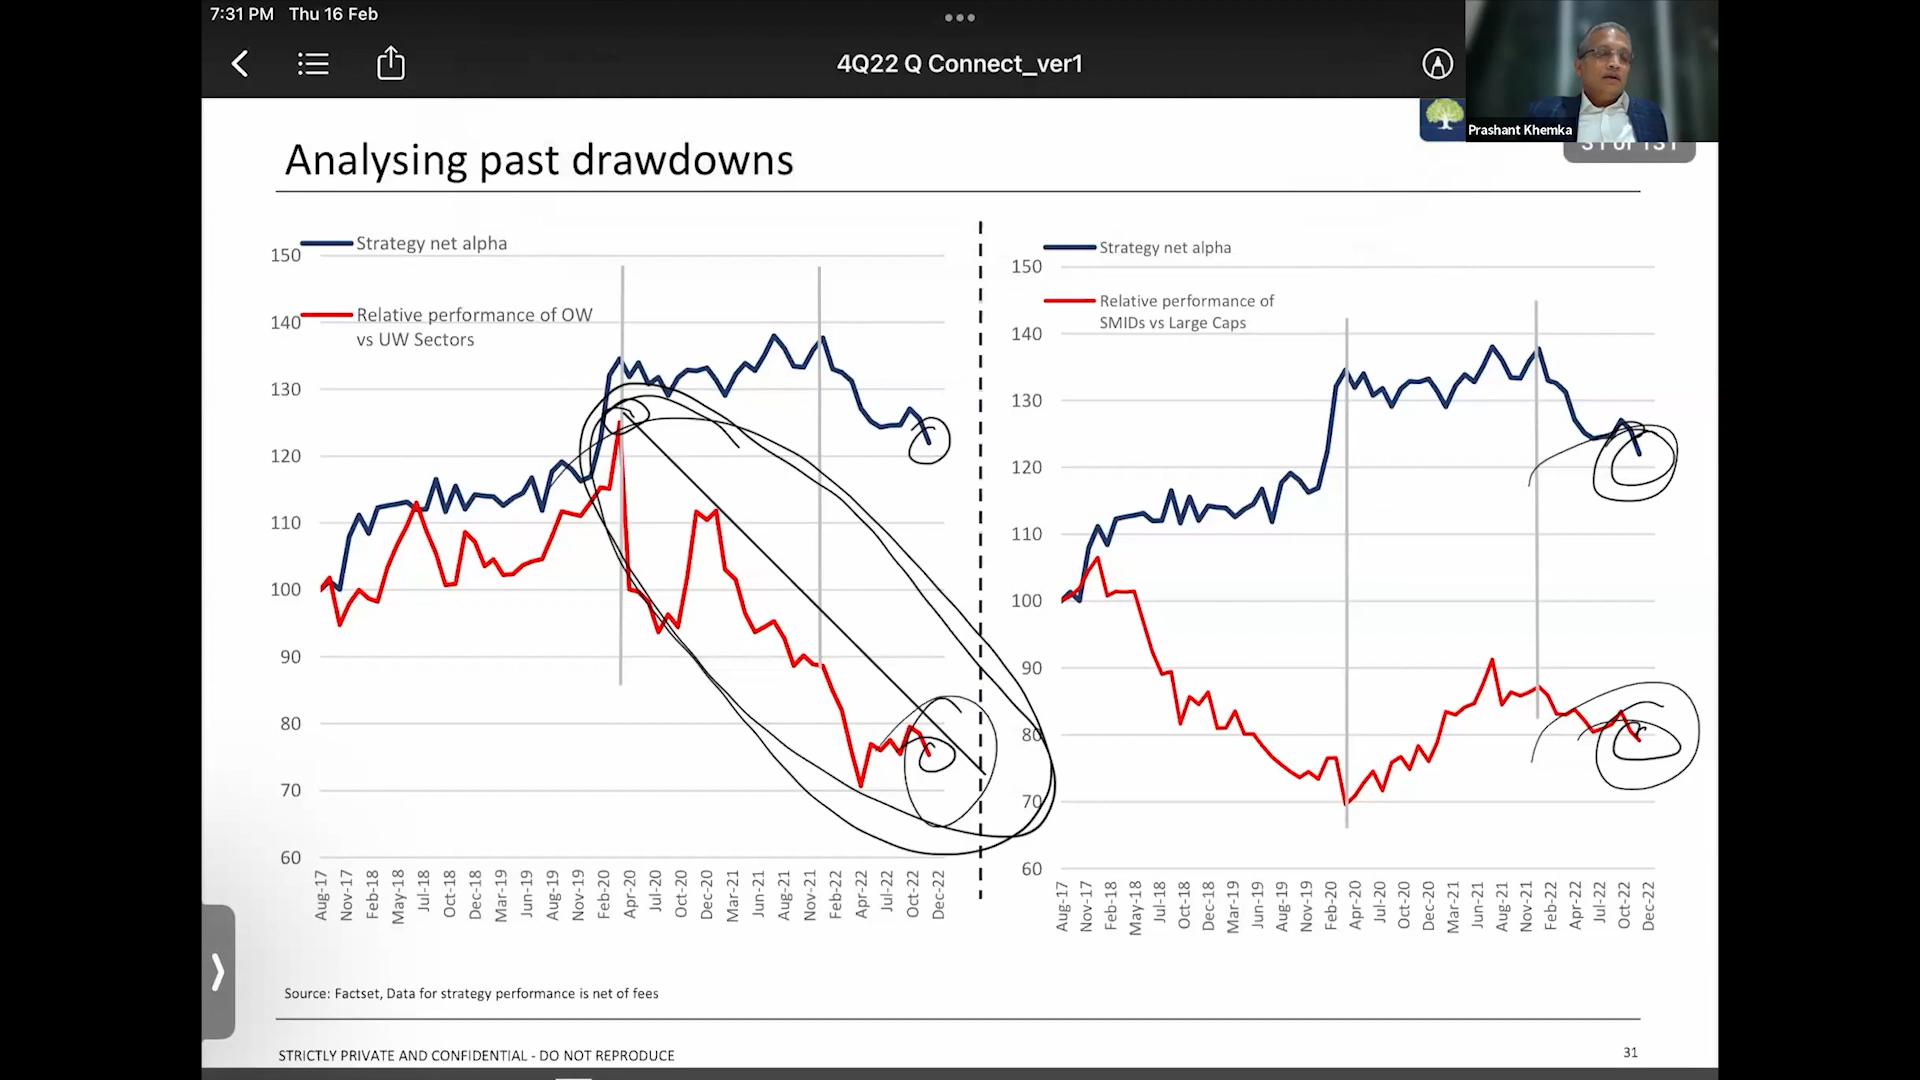 7:31 PM Thu 16 Feb
4Q22 Q Connect_ver1
Prashant Khemka
31 of 131
Analysing past drawdowns
Strategy net alpha
Relative performance of OW
vs UW Sectors
150
140
130
120
110
100
90
80
70
60
Aug-17
Nov-17
Feb-18
May-18
Jul-18
Oct-18
Dec-18
Mar-19
Jun-19
Aug-19
Nov-19
Feb-20
Apr-20
Jul-20
Oct-20
Dec-20
Mar-21
Jun-21
Aug-21
Nov-21
Feb-22
Apr-22
Jul-22
Oct-22
Dec-22
Strategy net alpha
Relative performance of
SMIDs vs Large Caps
150
140
130
120
110
100
90
80
70
60
Aug-17
Nov-17
Feb-18
May-18
Jul-18
Oct-18
Dec-18
Mar-19
Jun-19
Aug-19
Nov-19
Feb-20
Apr-20
Jul-20
Oct-20
Dec-20
Mar-21
Jun-21
Aug-21
Nov-21
Feb-22
Apr-22
Jul-22
Oct-22
Dec-22
Source: Factset, Data for strategy performance is net of fees
STRICTLY PRIVATE AND CONFIDENTIAL - DO NOT REPRODUCE
31